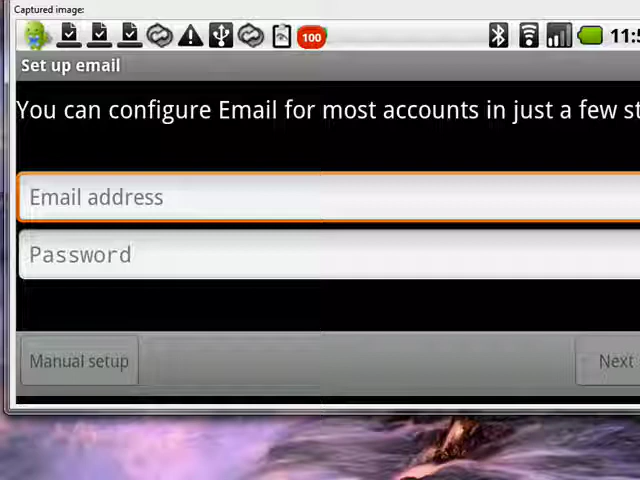 Captured image:
100
11:5
Set up email
You can configure Email for most accounts in just a few st
Email address
Password
Manual setup
Next